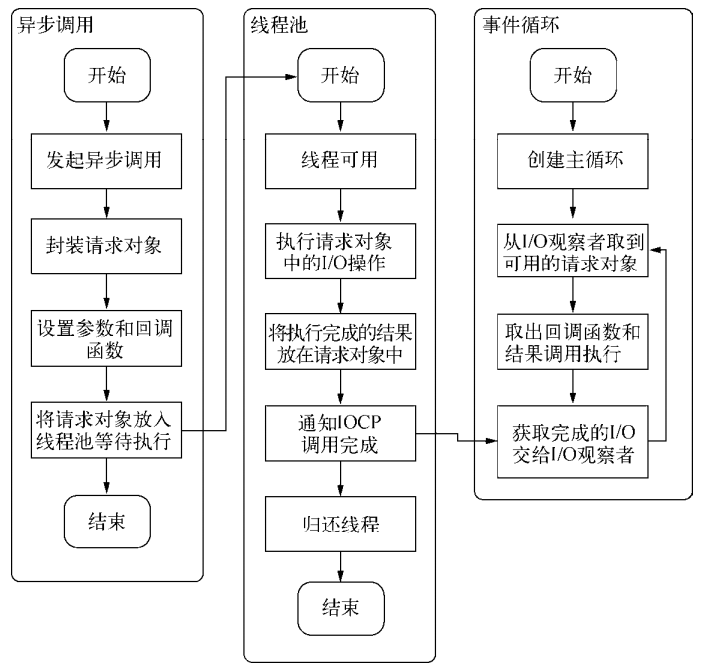 异步调用
开始
发起异步调用
封装请求对象
设置参数和回调
函数
将请求对象放入
线程池等待执行
结束
线程池
开始
线程可用
执行请求对象
中的I/O操作
将执行完成的结果
放在请求对象中
通知IOCP
调用完成
归还线程
结束
事件循环
开始
创建主循环
从I/O观察者取到
可用的请求对象
取出回调函数和
结果调用执行
获取完成的I/O
交给I/O观察者